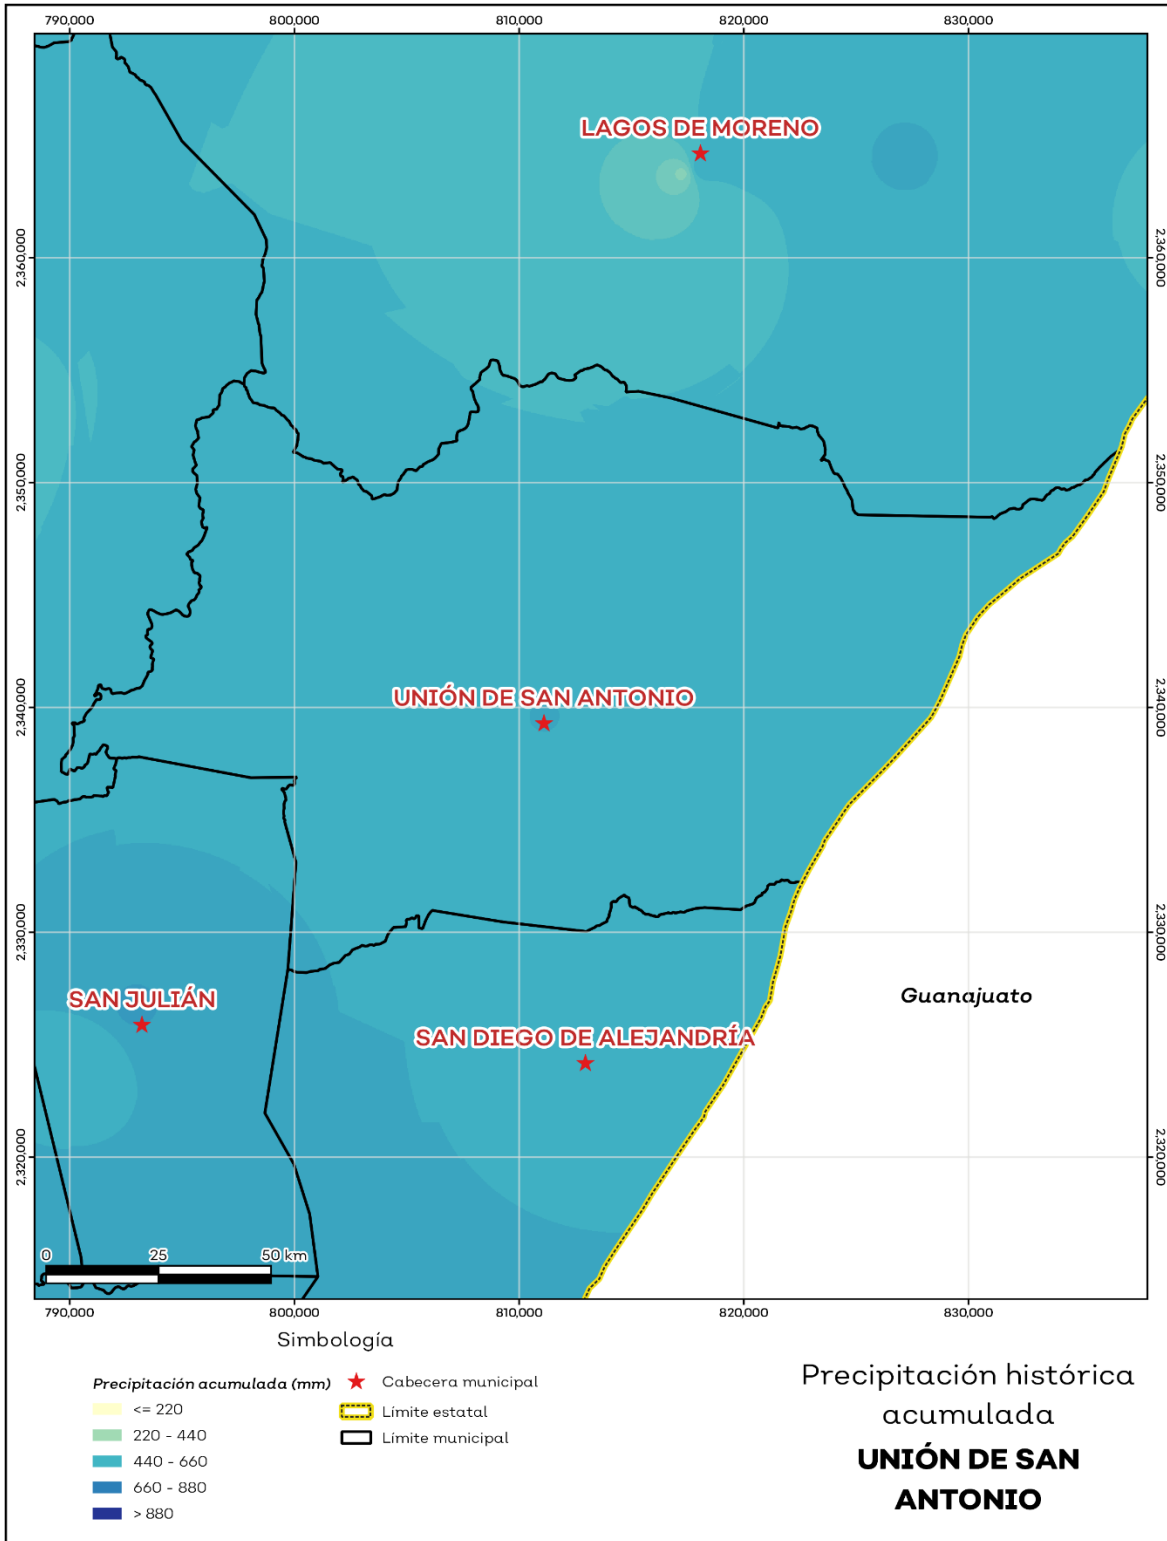 790,000 800,000 810,000 820,000 830,000
LAGOS DE MORENO
2,360,000 2,360,000
2,350,000 2,350,000
UNIÓN DE SAN ANTONIO
2,340,000 2,340,000
2,330,000 2,330,000
SAN JULIÁN
Guanajuato
SAN DIEGO DE ALEJANDRÍA
2,320,000 2,320,000
0 25 50 km
790,000 800,000 810,000 820,000 830,000
Simbología
Precipitación acumulada (mm)
<= 220
220 - 440
440 - 660
660 - 880
> 880
Cabecera municipal
Límite estatal
Límite municipal
Precipitación histórica
acumulada
UNIÓN DE SAN
ANTONIO